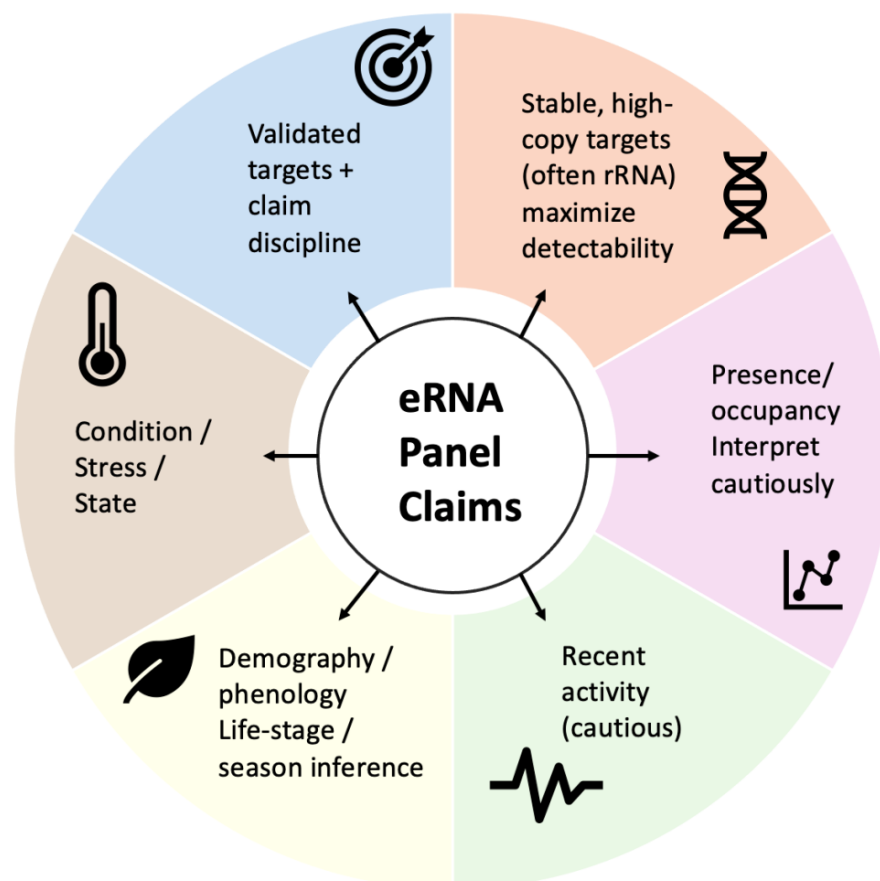 Validated
targets +
claim
discipline
Stable, high-
copy targets
(often rRNA)
maximize
detectability
Condition /
Stress /
State
eRNA
Panel
Claims
Presence/
occupancy
Interpret
cautiously
Demography /
phenology
Life-stage /
season inference
Recent
activity
(cautious)